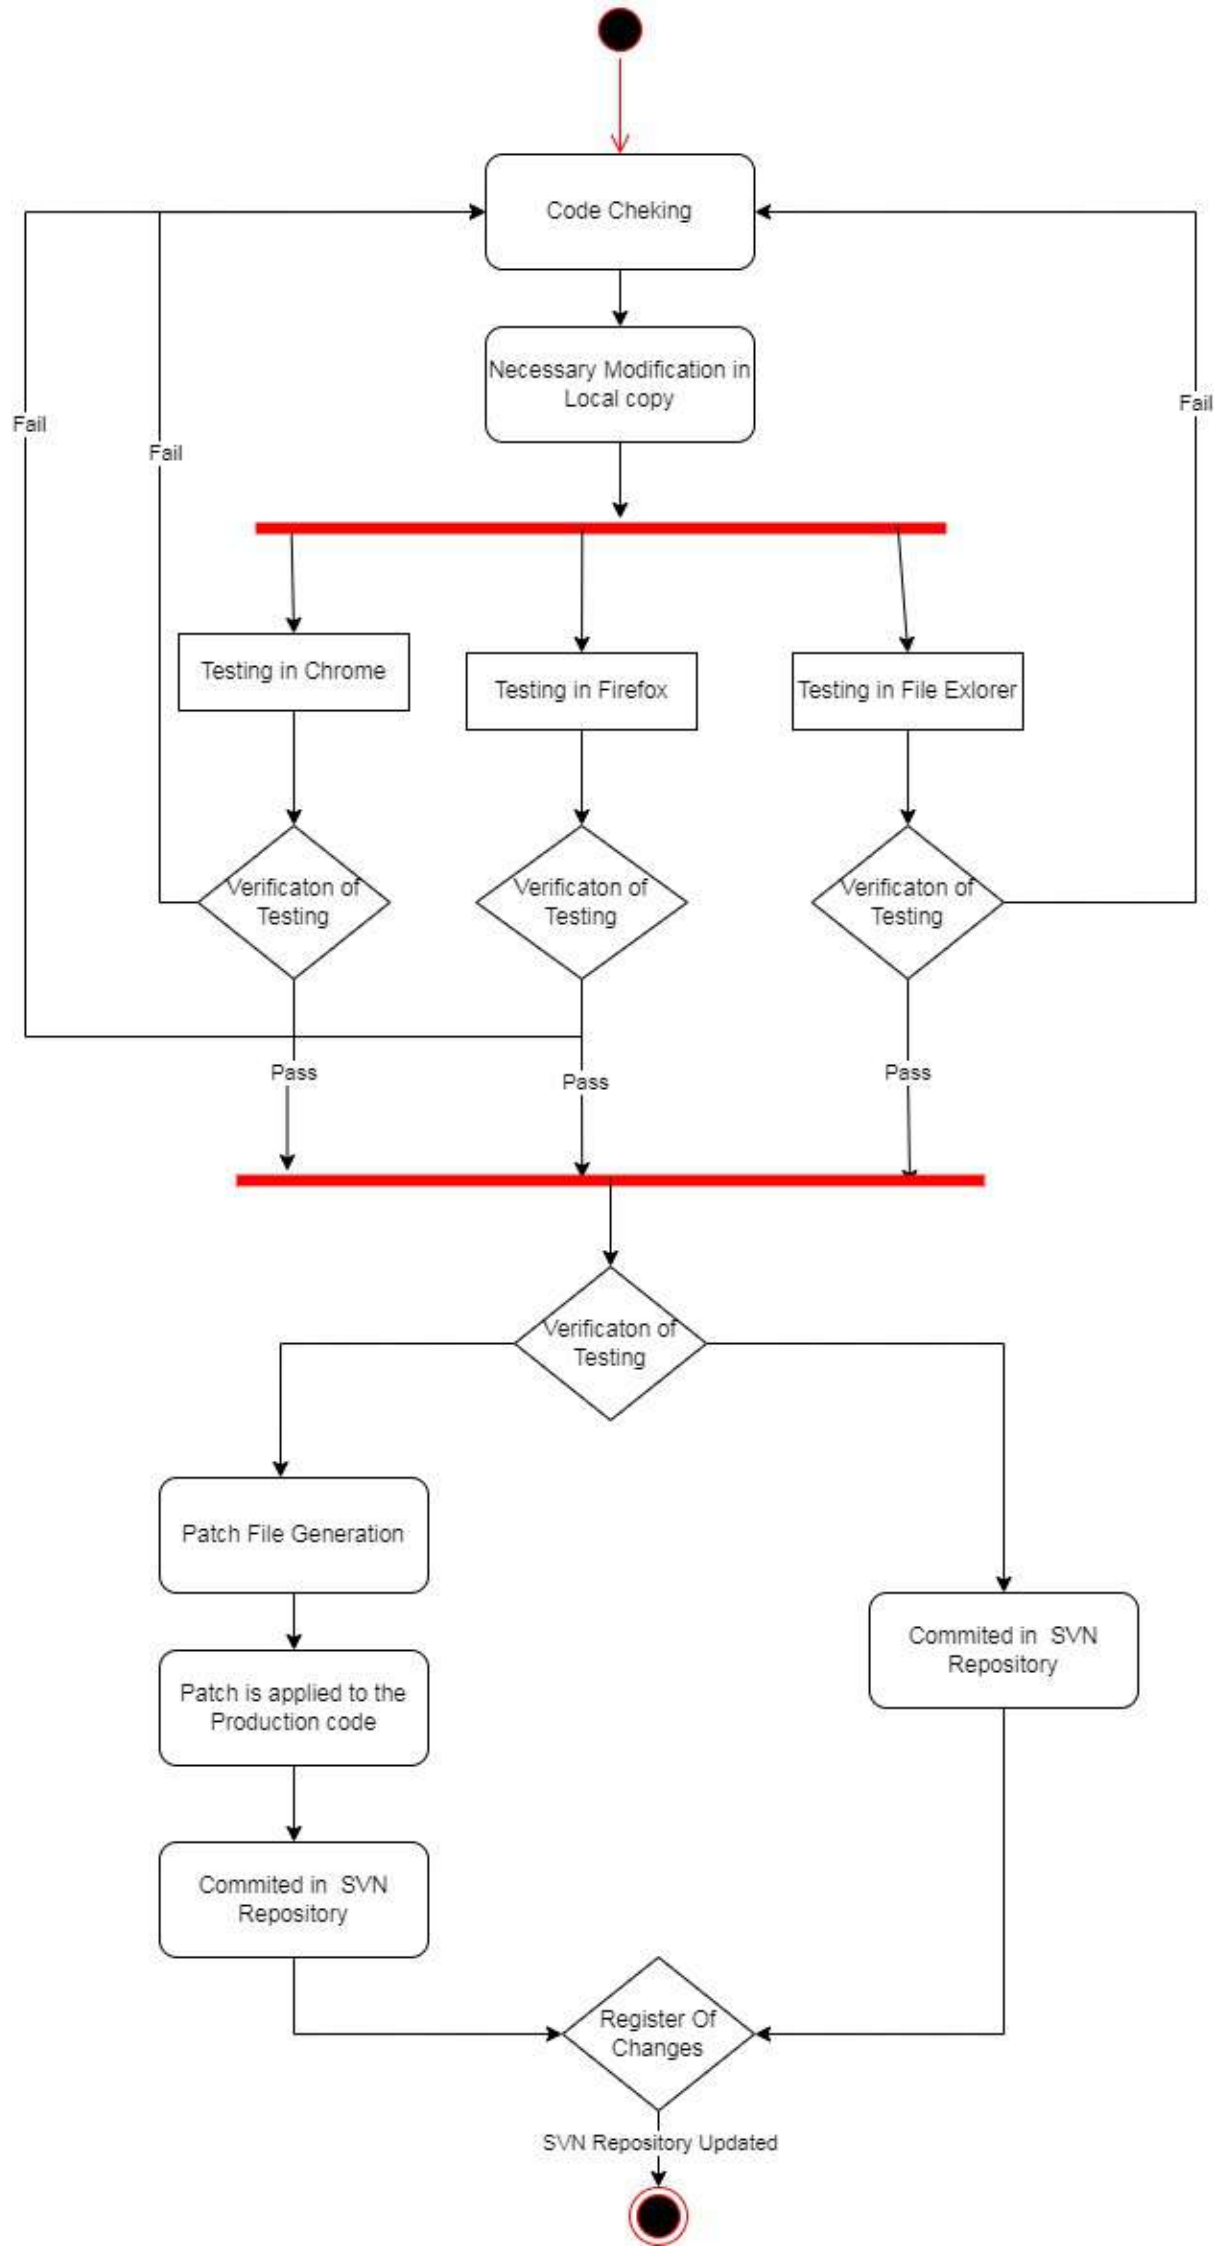 Code Cheking
Necessary Modification in
Local copy
Fail
Fail
Fail
Testing in Chrome
Testing in Firefox
Testing in File Exlorer
Verificaton of
Testing
Verificaton of
Testing
Verificaton of
Testing
Pass
Pass
Pass
Verificaton of
Testing
Patch File Generation
Commited in SVN
Repository
Patch is applied to the
Production code
Commited in SVN
Repository
Register Of
Changes
SVN Repository Updated